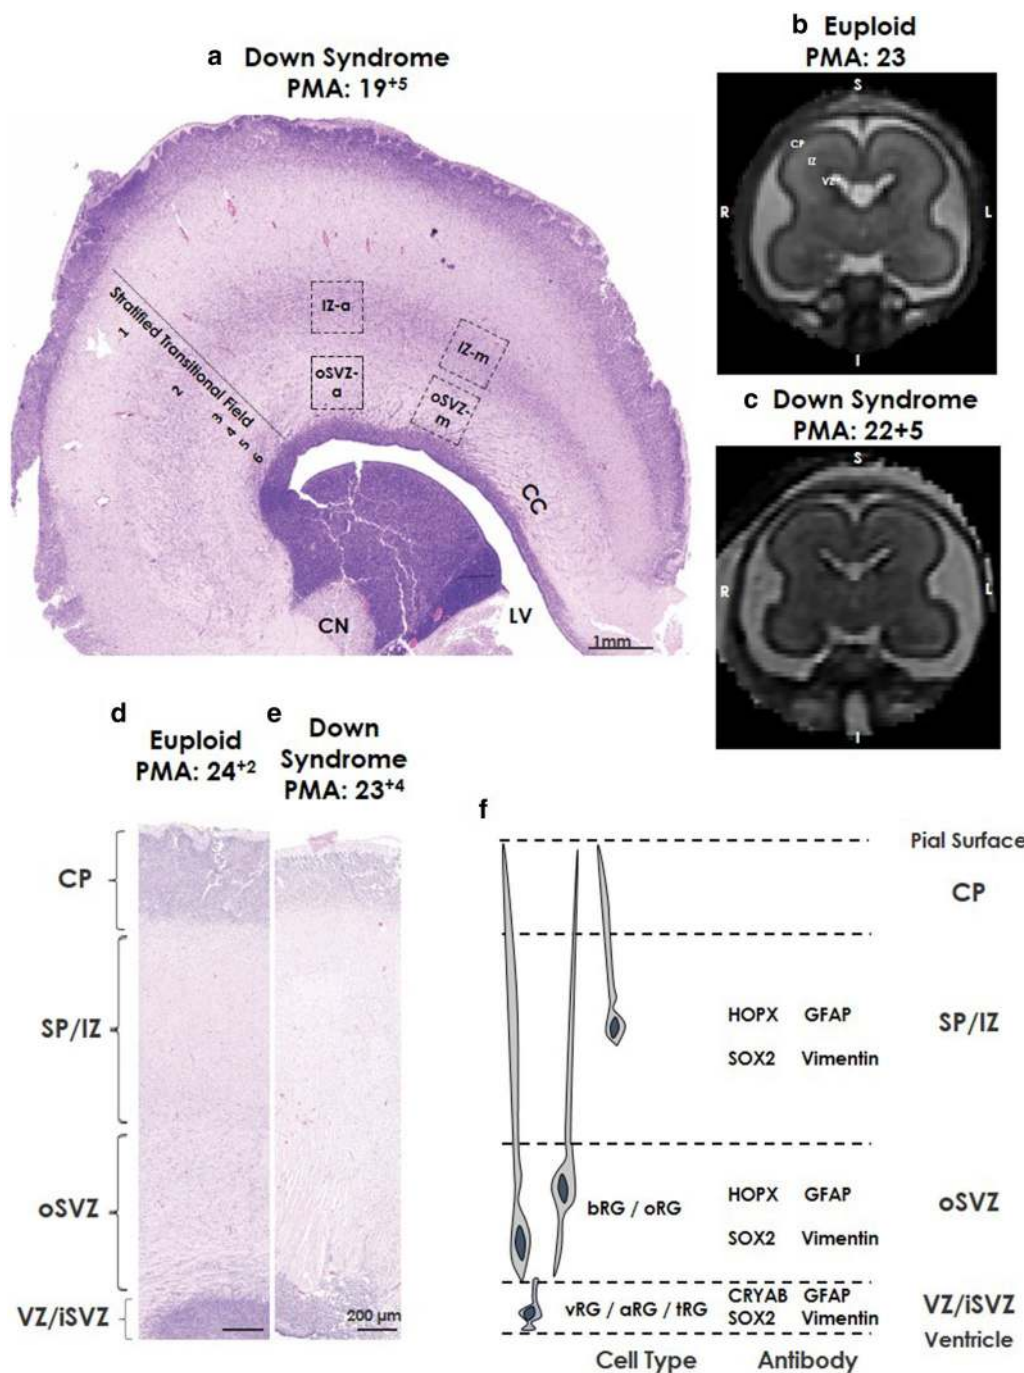 a Down Syndrome
PMA: 19+5
Stratified Transitional Field
1
2
3
4
5
6
IZ-a
oSVZ-
a
IZ-m
oSVZ-
m
CC
CN
LV
1mm
b Euploid
PMA: 23
S
CP
IZ
R
L
I
c Down Syndrome
PMA: 22+5
S
R
L
I
d
Euploid
PMA: 24+2
e Down
Syndrome
PMA: 23+4
CP
SP/IZ
oSVZ
VZ/iSVZ
200 µm
f
Pial Surface
CP
HOPX GFAP
SP/IZ
SOX2 Vimentin
HOPX GFAP
bRG / oRG
oSVZ
SOX2 Vimentin
CRYAB GFAP
vRG / aRG / tRG
VZ/iSVZ
SOX2 Vimentin
Ventricle
Cell Type Antibody